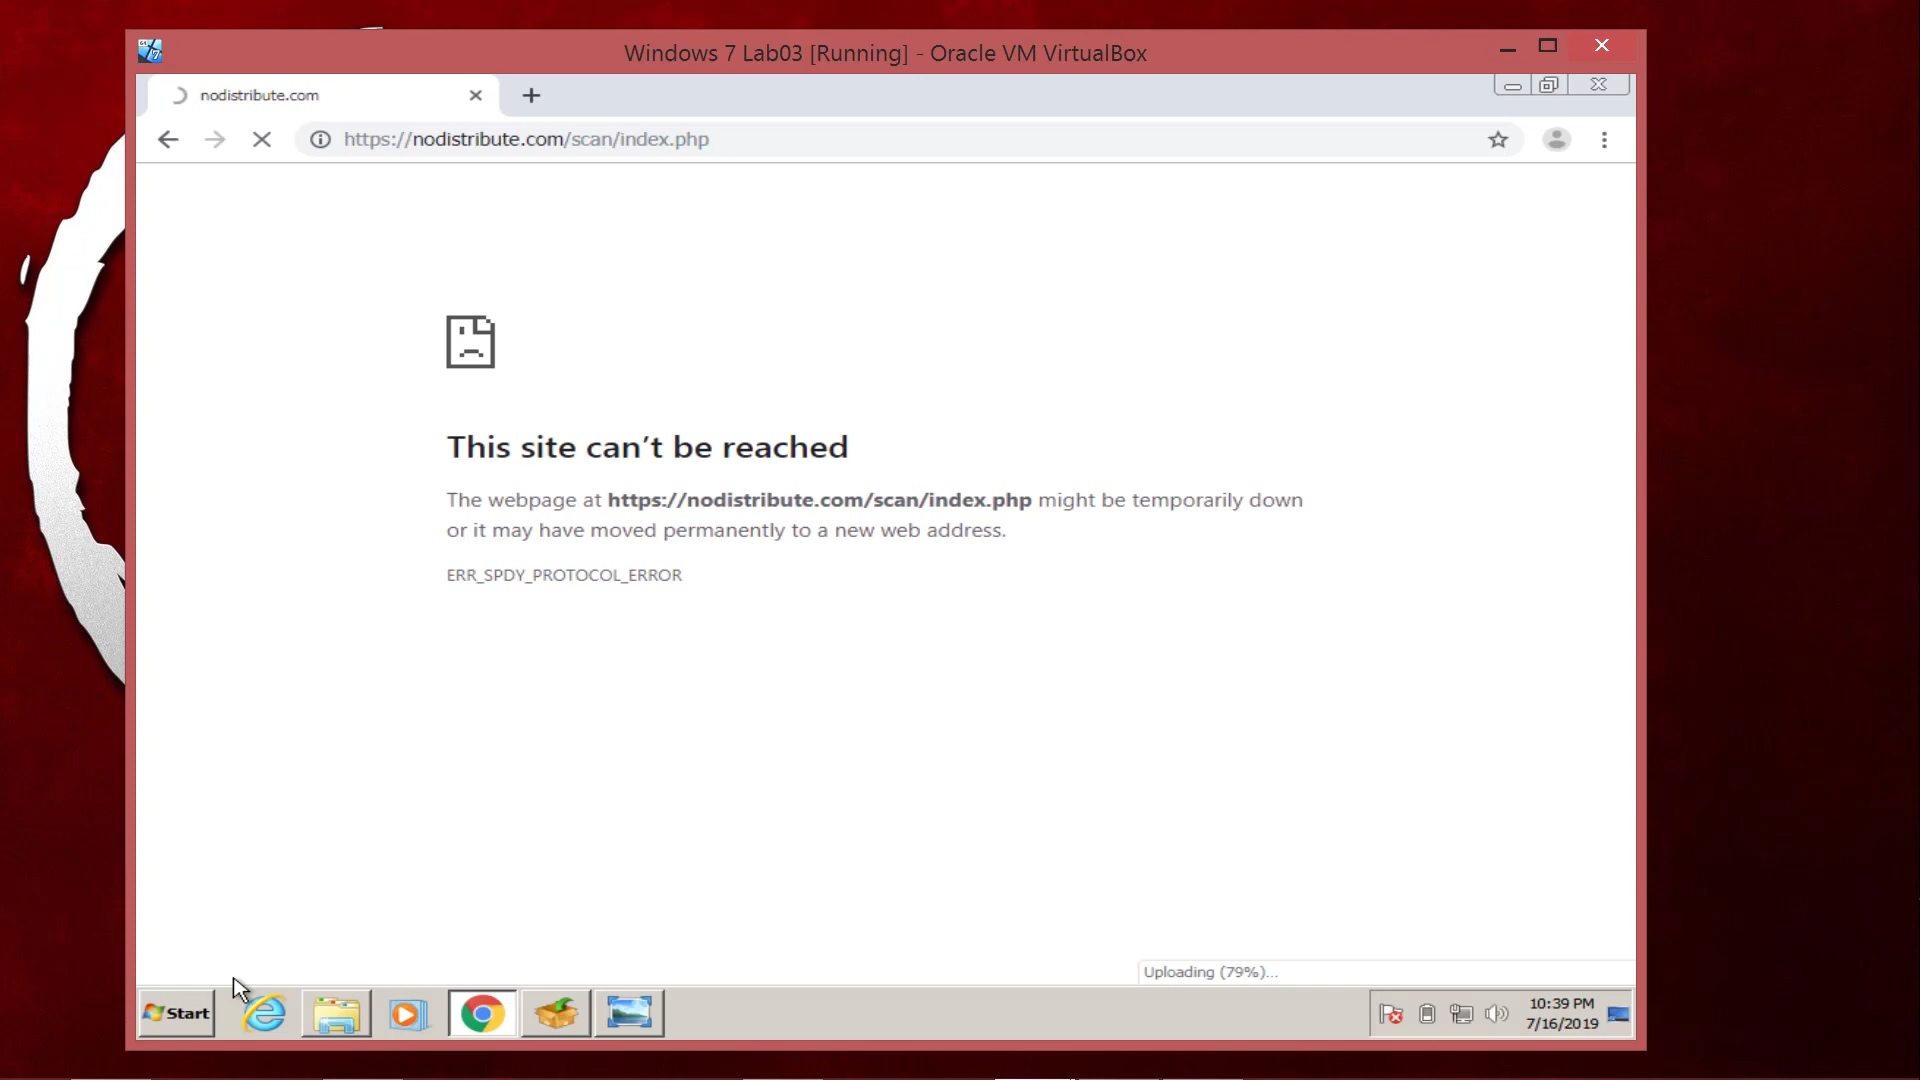 Windows 7 Lab03 [Running] - Oracle VM VirtualBox
nodistribute.com
https://nodistribute.com/scan/index.php
This site can't be reached
The webpage at https://nodistribute.com/scan/index.php might be temporarily down
or it may have moved permanently to a new web address.
ERR_SPDY_PROTOCOL_ERROR
Uploading (79%)...
Start
10:39 PM
7/16/2019